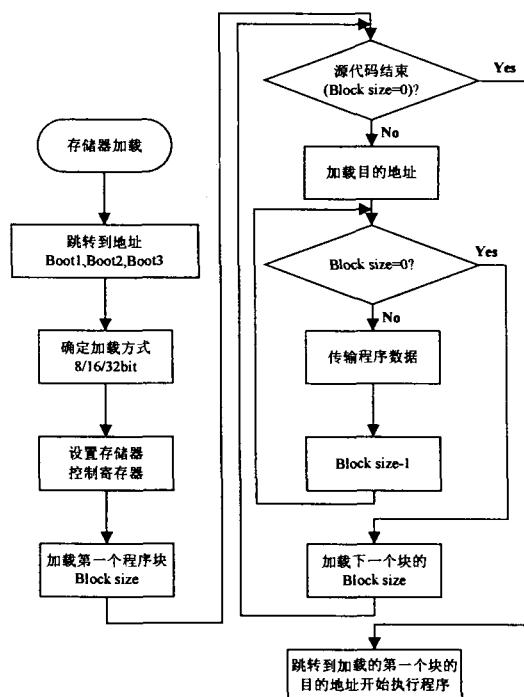 存储器加载
跳转到地址
Boot1,Boot2,Boot3
确定加载方式
8/16/32bit
设置存储器
控制寄存器
加载第一个程序块
Block size
源代码结束
(Block size=0)?
Yes
No
加载目的地址
Block size=0?
Yes
No
传输程序数据
Block size-1
加载下一个块的
Block size
跳转到加载的第一个块的
目的地址开始执行程序